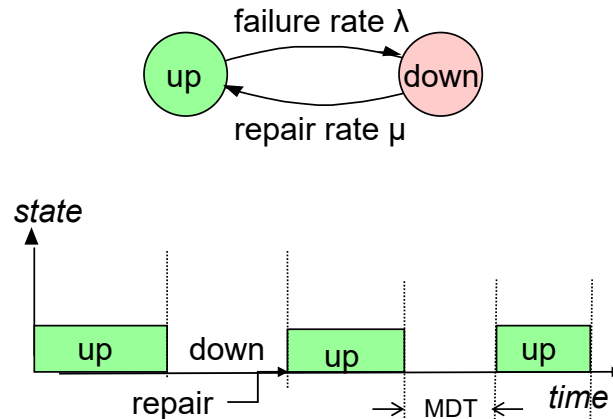 failure rate λ
up
down
repair rate μ
state
up
down
up
up
repair
MDT
time